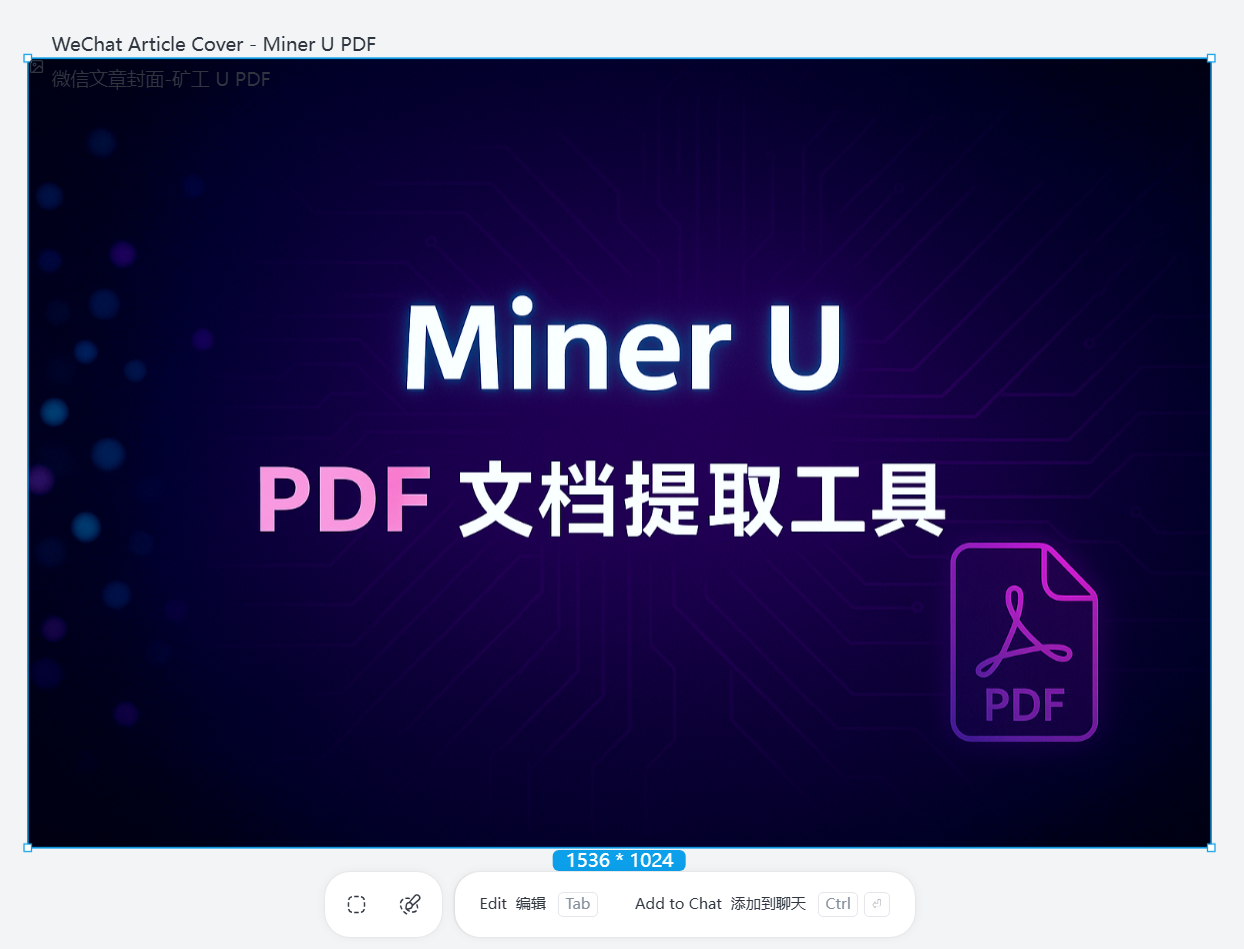 WeChat Article Cover - Miner U PDF
微信文章封面-矿工 U PDF
Miner U
PDF 文档提取工具
PDF
1536 * 1024
Edit 编辑 Tab Add to Chat 添加到聊天 Ctrl ⏎